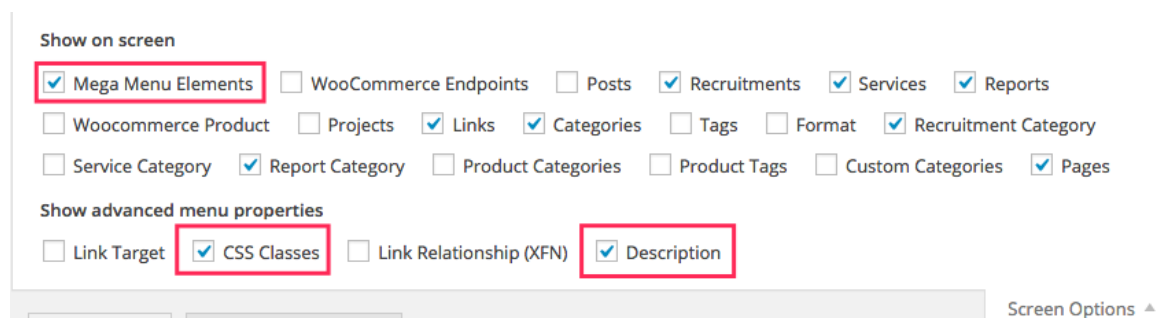 Show on screen
Mega Menu Elements WooCommerce Endpoints Posts Recruitments Services Reports
Woocommerce Product Projects Links Categories Tags Format Recruitment Category
Service Category Report Category Product Categories Product Tags Custom Categories Pages
Show advanced menu properties
Link Target CSS Classes Link Relationship (XFN) Description
Screen Options